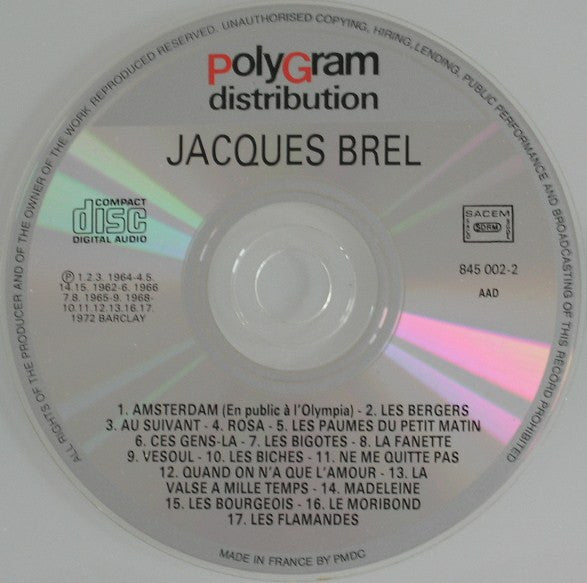 ALL RIGHTS OF THE PRODUCER AND OF THE OWNER OF THE WORK REPRODUCED RESERVED. UNAUTHORISED COPYING, HIRING, LENDING, PUBLIC PERFORMANCE AND BROADCASTING OF THIS RECORD PROHIBITED
PolyGram
distribution
JACQUES BREL
COMPACT
disc
DIGITAL AUDIO
SACEM
SDRM
845 002-2
AAD
Ⓟ 1.2.3. 1964-4.5.
14.15. 1962-6. 1966
7.8. 1965-9. 1968-
10.11.12.13.16.17.
1972 BARCLAY
1. AMSTERDAM (En public à l'Olympia) - 2. LES BERGERS
3. AU SUIVANT - 4. ROSA - 5. LES PAUMES DU PETIT MATIN
6. CES GENS-LA - 7. LES BIGOTES - 8. LA FANETTE
9. VESOUL - 10. LES BICHES - 11. NE ME QUITTE PAS
12. QUAND ON N'A QUE L'AMOUR - 13. LA
VALSE A MILLE TEMPS - 14. MADELEINE
15. LES BOURGEOIS - 16. LE MORIBOND
17. LES FLAMANDES
MADE IN FRANCE BY PMDC